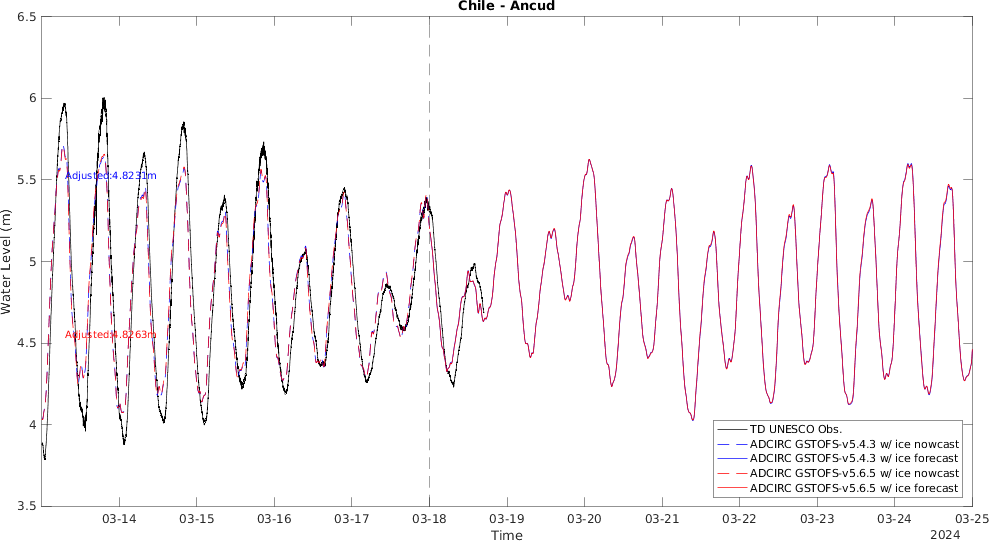 Chile - Ancud
6.5
6
5.5
5
4.5
4
3.5
Water Level (m)
Adjusted:4.8231m
Adjusted:4.8263m
TD UNESCO Obs.
ADCIRC GSTOFS-v5.4.3 w/ ice nowcast
ADCIRC GSTOFS-v5.4.3 w/ ice forecast
ADCIRC GSTOFS-v5.6.5 w/ ice nowcast
ADCIRC GSTOFS-v5.6.5 w/ ice forecast
03-14 03-15 03-16 03-17 03-18 03-19 03-20 03-21 03-22 03-23 03-24 03-25
Time
2024